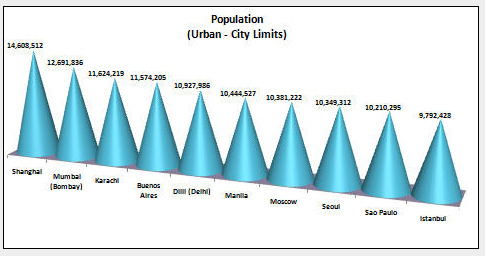 Population
(Urban - City Limits)
14,608,512
12,691,836
11,624,219
11,574,205
10,927,986
10,444,527
10,381,222
10,349,312
10,210,295
9,792,428
Shanghai
Mumbai
(Bombay)
Karachi
Buenos
Aires
Dilli (Delhi)
Manila
Moscow
Seoul
Sao Paulo
Istanbul